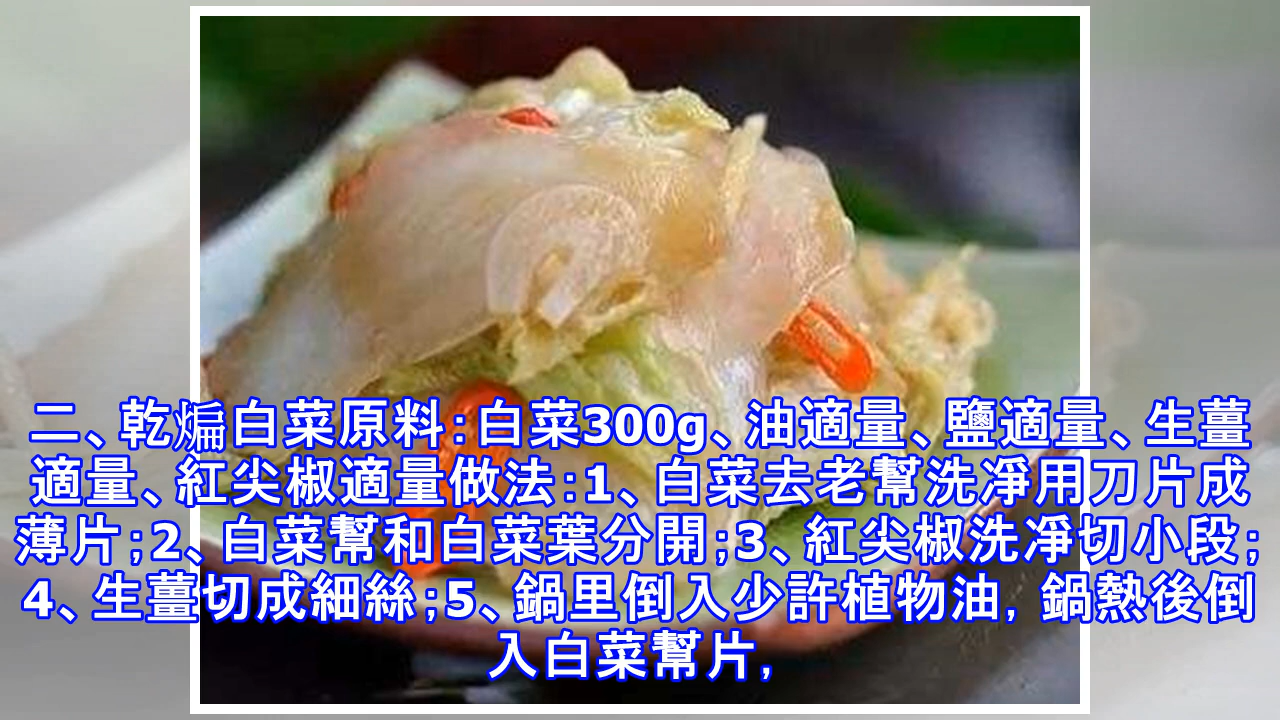 二、乾煸白菜原料:白菜300g、油適量、鹽適量、生薑
適量、紅尖椒適量做法:1、白菜去老幫洗凈用刀片成
薄片;2、白菜幫和白菜葉分開;3、紅尖椒洗凈切小段;
4、生薑切成細絲;5、鍋里倒入少許植物油, 鍋熱後倒
入白菜幫片,